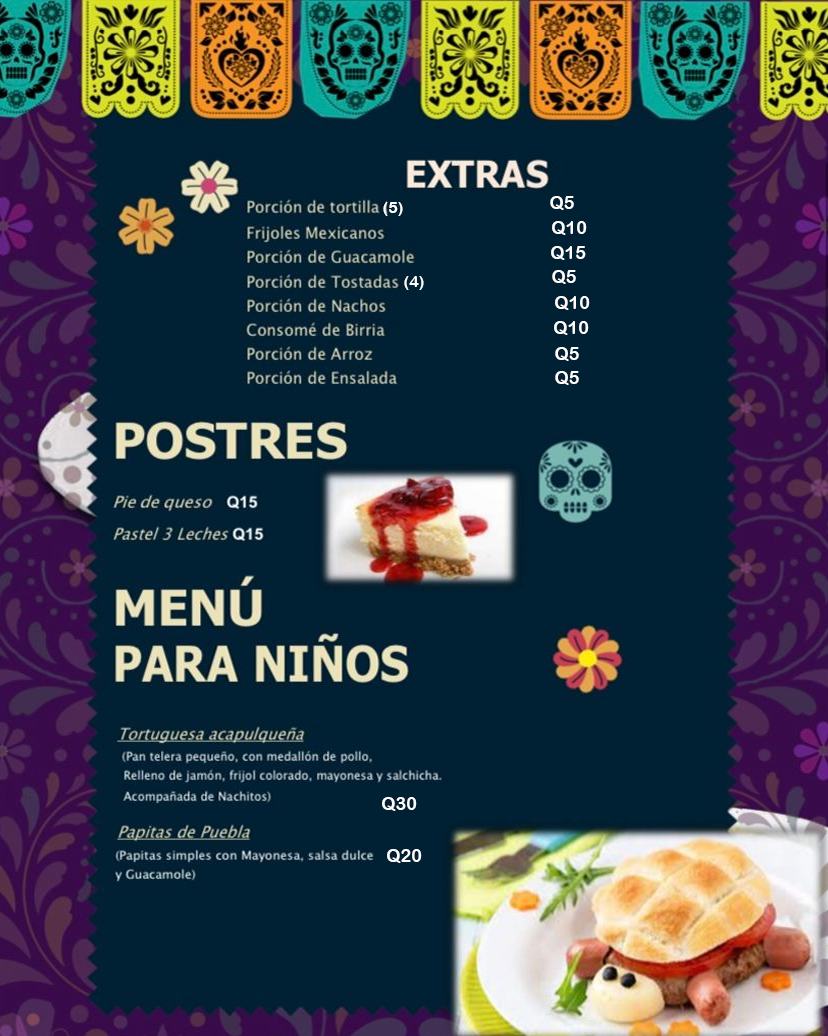 EXTRAS
Porción de tortilla (5) Q5
Frijoles Mexicanos Q10
Porción de Guacamole Q15
Porción de Tostadas (4) Q5
Porción de Nachos Q10
Consomé de Birria Q10
Porción de Arroz Q5
Porción de Ensalada Q5
POSTRES
Pie de queso Q15
Pastel 3 Leches Q15
MENÚ
PARA NIÑOS
Tortuguesa acapulqueña
(Pan telera pequeño, con medallón de pollo,
Relleno de jamón, frijol colorado, mayonesa y salchicha.
Acompañada de Nachitos)
Q30
Papitas de Puebla
(Papitas simples con Mayonesa, salsa dulce Q20
y Guacamole)